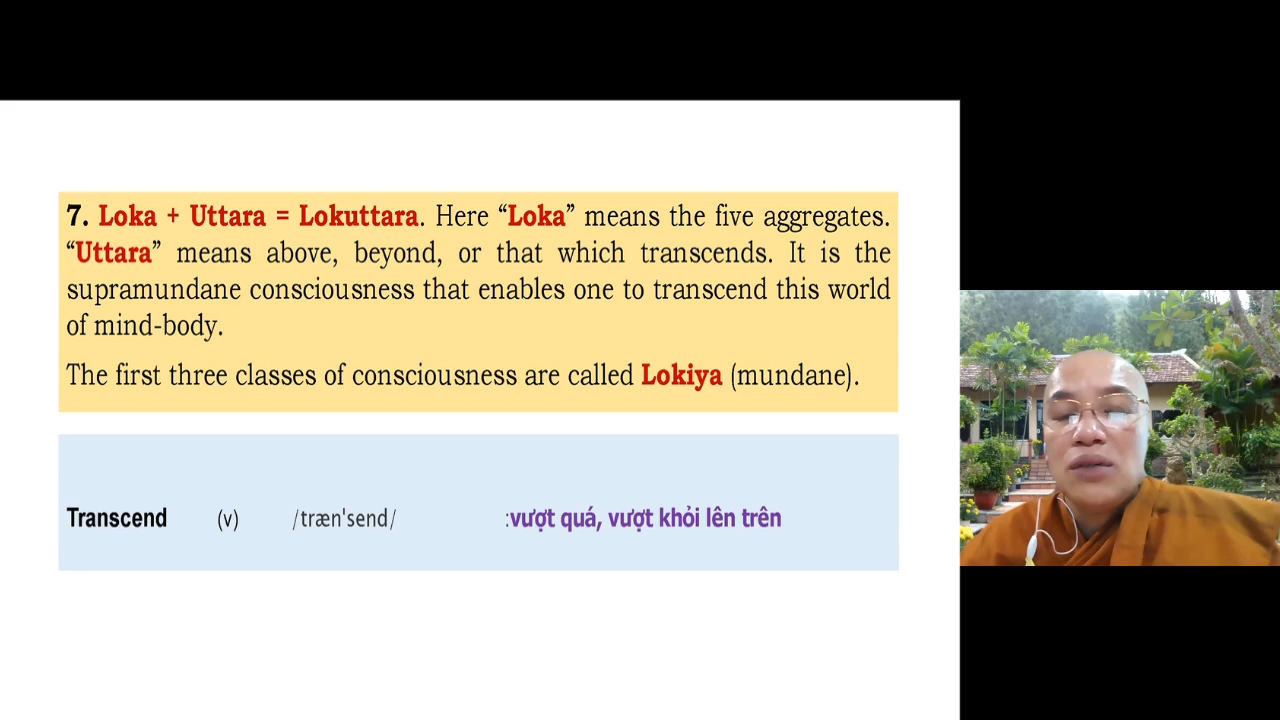 7. Loka + Uttara = Lokuttara. Here “Loka” means the five aggregates.
“Uttara” means above, beyond, or that which transcends. It is the
supramundane consciousness that enables one to transcend this world
of mind-body.
The first three classes of consciousness are called Lokiya (mundane).
Transcend (v) /træn'send/ :vượt quá, vượt khỏi lên trên